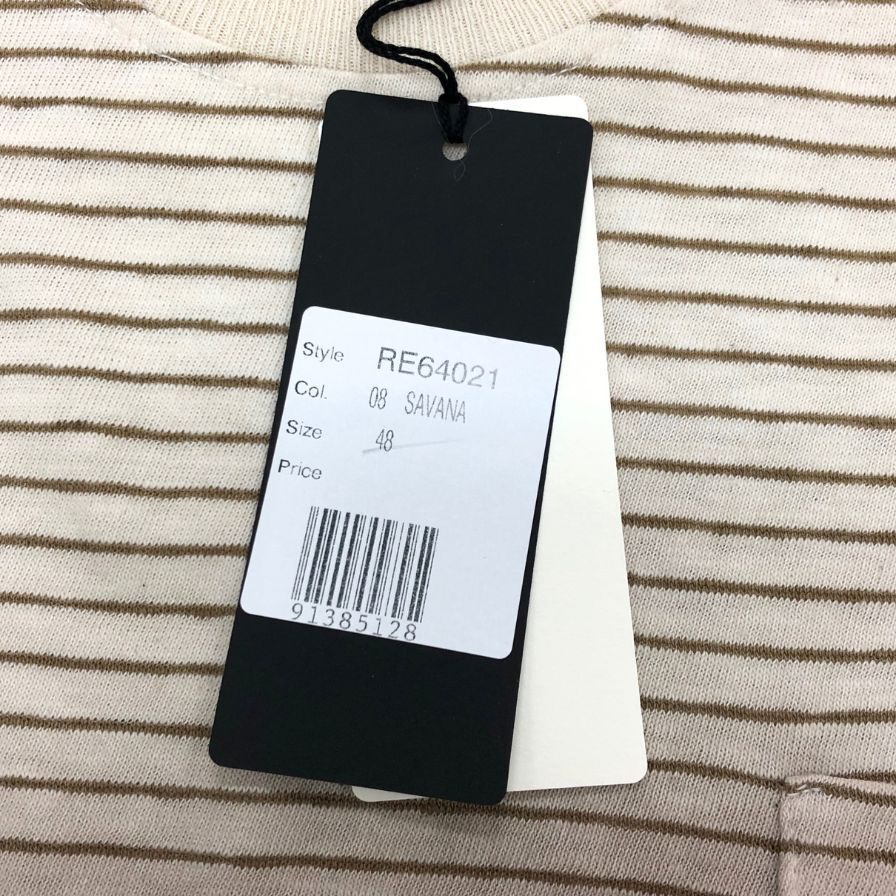 Style RE64021
Col. 08 SAVANA
Size 48
Price
91385128